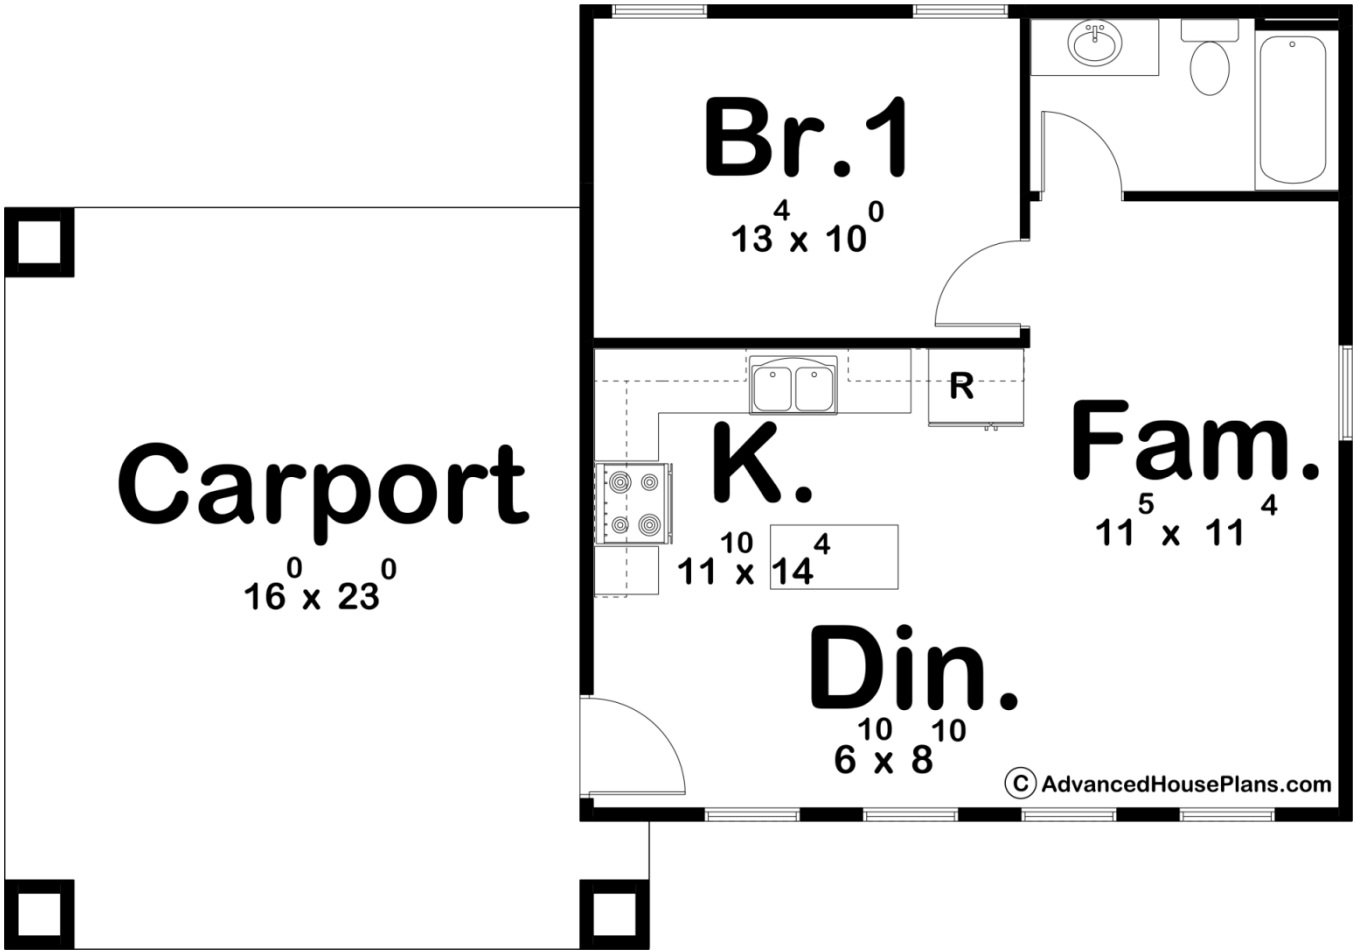 Br.1
13⁴ x 10⁰
R
Carport
16⁰ x 23⁰
K.
11¹⁰ x 14⁴
Fam.
11⁵ x 11⁴
Din.
6¹⁰ x 8¹⁰
© AdvancedHousePlans.com